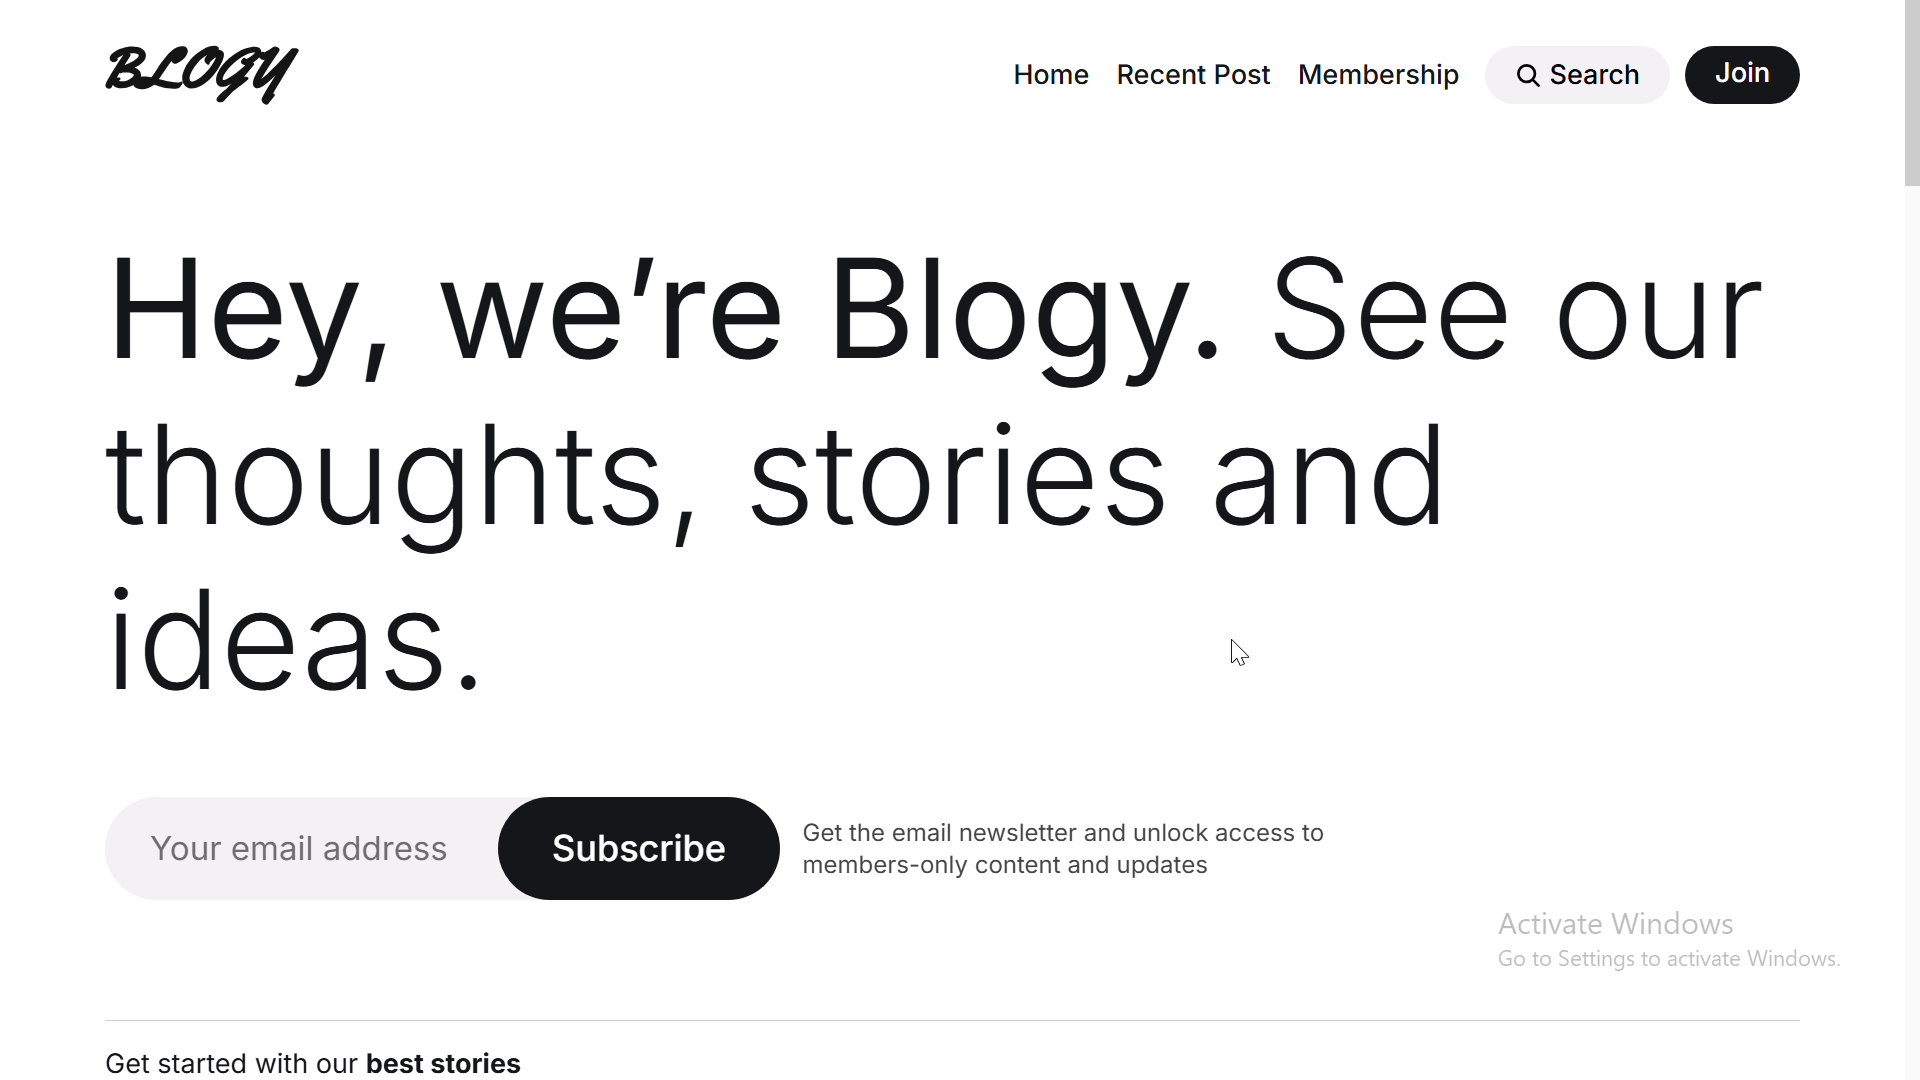 BLOGY
Home Recent Post Membership Search Join
Hey, we’re Blogy. See our
thoughts, stories and
ideas.
Your email address Subscribe
Get the email newsletter and unlock access to
members-only content and updates
Activate Windows
Go to Settings to activate Windows.
Get started with our best stories